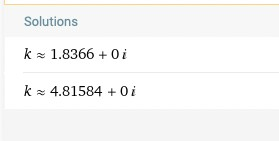 Solutions
k ≈ 1.8366 + 0 i
k ≈ 4.81584 + 0 i